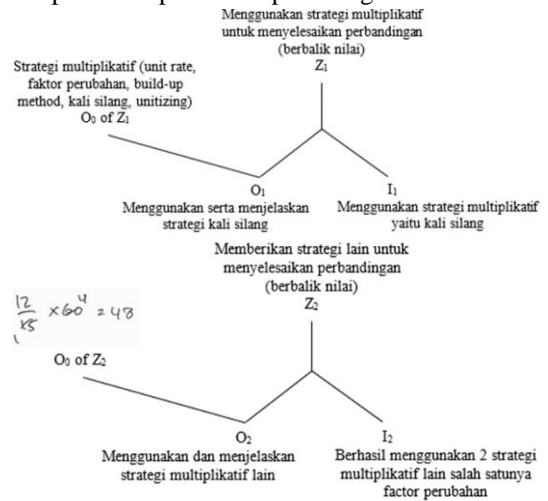 Menggunakan strategi multiplikatif
untuk menyelesaikan perbandingan
(berbalik nilai)
Z₁
Strategi multiplikatif (unit rate,
faktor perubahan, build-up
method, kali silang, unitizing)
O₀ of Z₁
O₁
I₁
Menggunakan serta menjelaskan
strategi kali silang
Menggunakan strategi multiplikatif
yaitu kali silang
Memberikan strategi lain untuk
menyelesaikan perbandingan
(berbalik nilai)
Z₂
12/15 × 60 4 = 48
1
O₀ of Z₂
O₂
I₂
Menggunakan dan menjelaskan
strategi multiplikatif lain
Berhasil menggunakan 2 strategi
multiplikatif lain salah satunya
factor perubahan